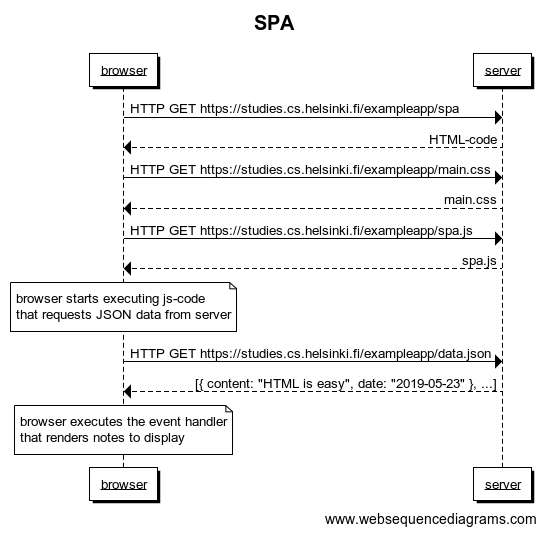 SPA
browser
server
HTTP GET https://studies.cs.helsinki.fi/exampleapp/spa
HTML-code
HTTP GET https://studies.cs.helsinki.fi/exampleapp/main.css
main.css
HTTP GET https://studies.cs.helsinki.fi/exampleapp/spa.js
spa.js
browser starts executing js-code
that requests JSON data from server
HTTP GET https://studies.cs.helsinki.fi/exampleapp/data.json
[{ content: "HTML is easy", date: "2019-05-23" }, ...]
browser executes the event handler
that renders notes to display
browser
server
www.websequencediagrams.com